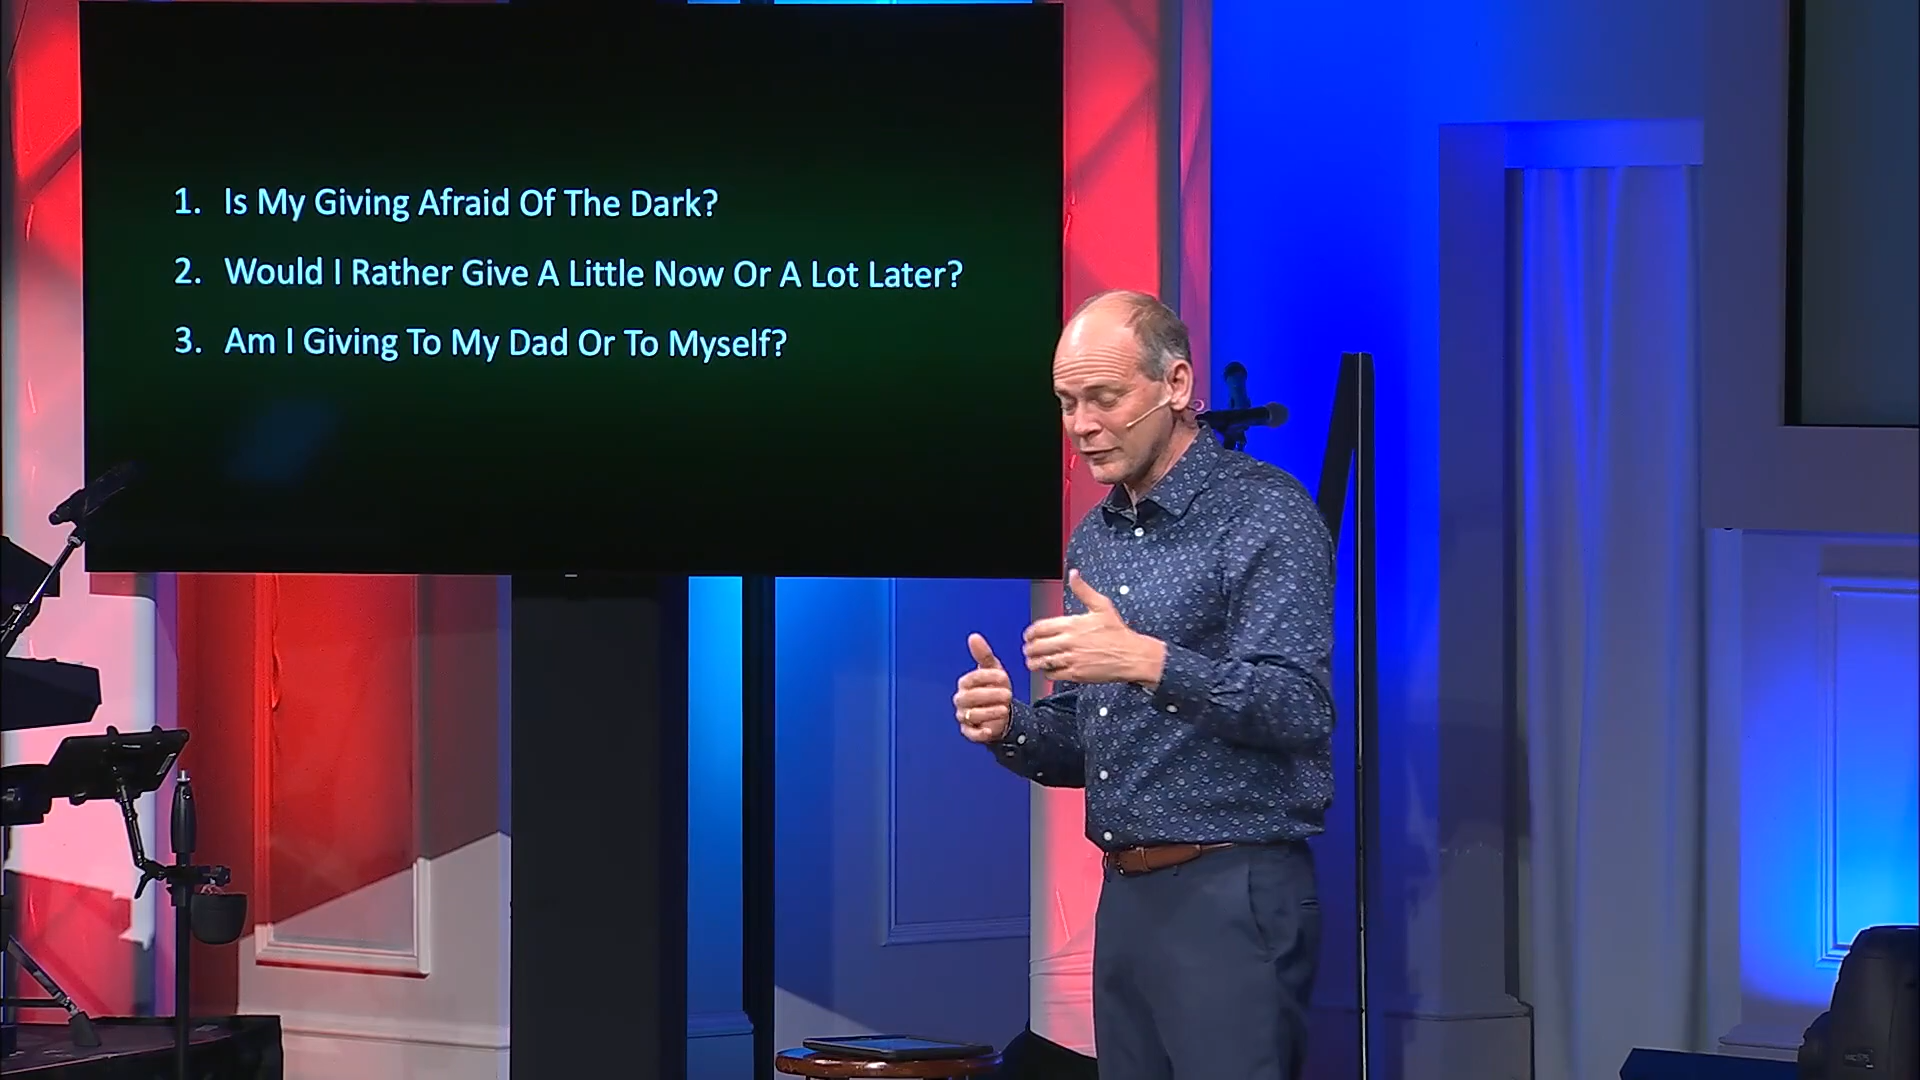 1. Is My Giving Afraid Of The Dark?
2. Would I Rather Give A Little Now Or A Lot Later?
3. Am I Giving To My Dad Or To Myself?